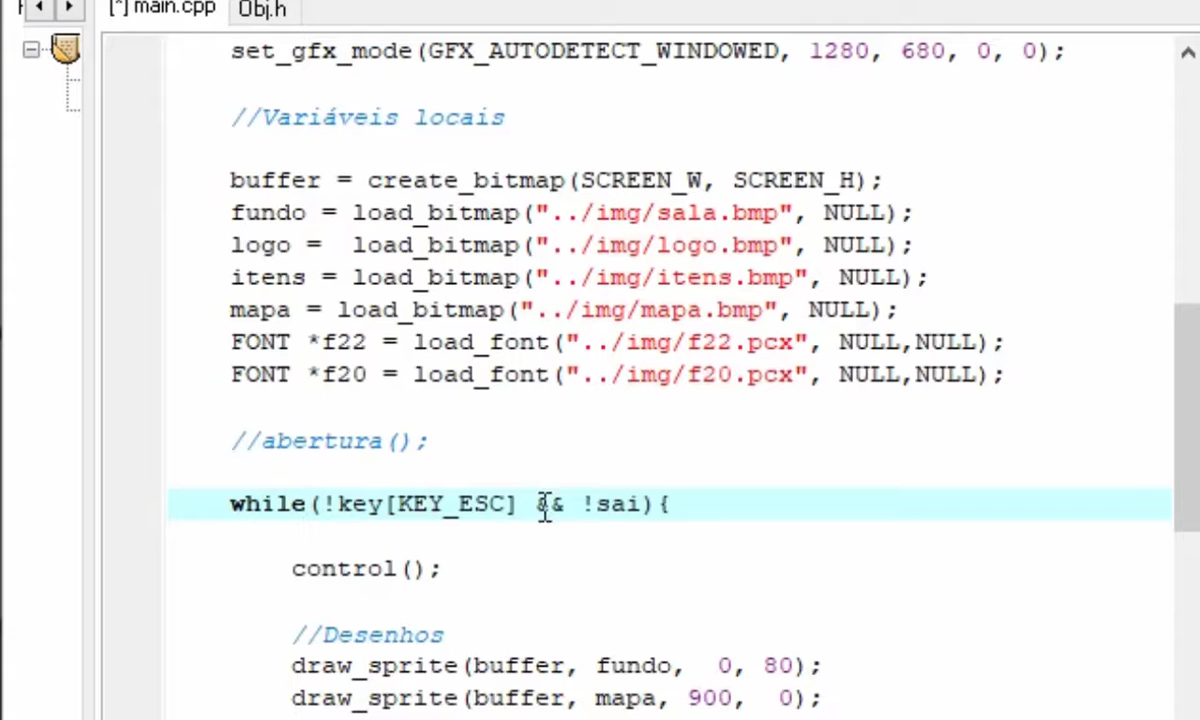 [*] main.cpp Obj.h
set_gfx_mode(GFX_AUTODETECT_WINDOWED, 1280, 680, 0, 0);
//Variáveis locais
buffer = create_bitmap(SCREEN_W, SCREEN_H);
fundo = load_bitmap("../img/sala.bmp", NULL);
logo =  load_bitmap("../img/logo.bmp", NULL);
itens = load_bitmap("../img/itens.bmp", NULL);
mapa = load_bitmap("../img/mapa.bmp", NULL);
FONT *f22 = load_font("../img/f22.pcx", NULL,NULL);
FONT *f20 = load_font("../img/f20.pcx", NULL,NULL);
//abertura();
while(!key[KEY_ESC] && !sai){
control();
//Desenhos
draw_sprite(buffer, fundo,  0, 80);
draw_sprite(buffer, mapa, 900,  0);